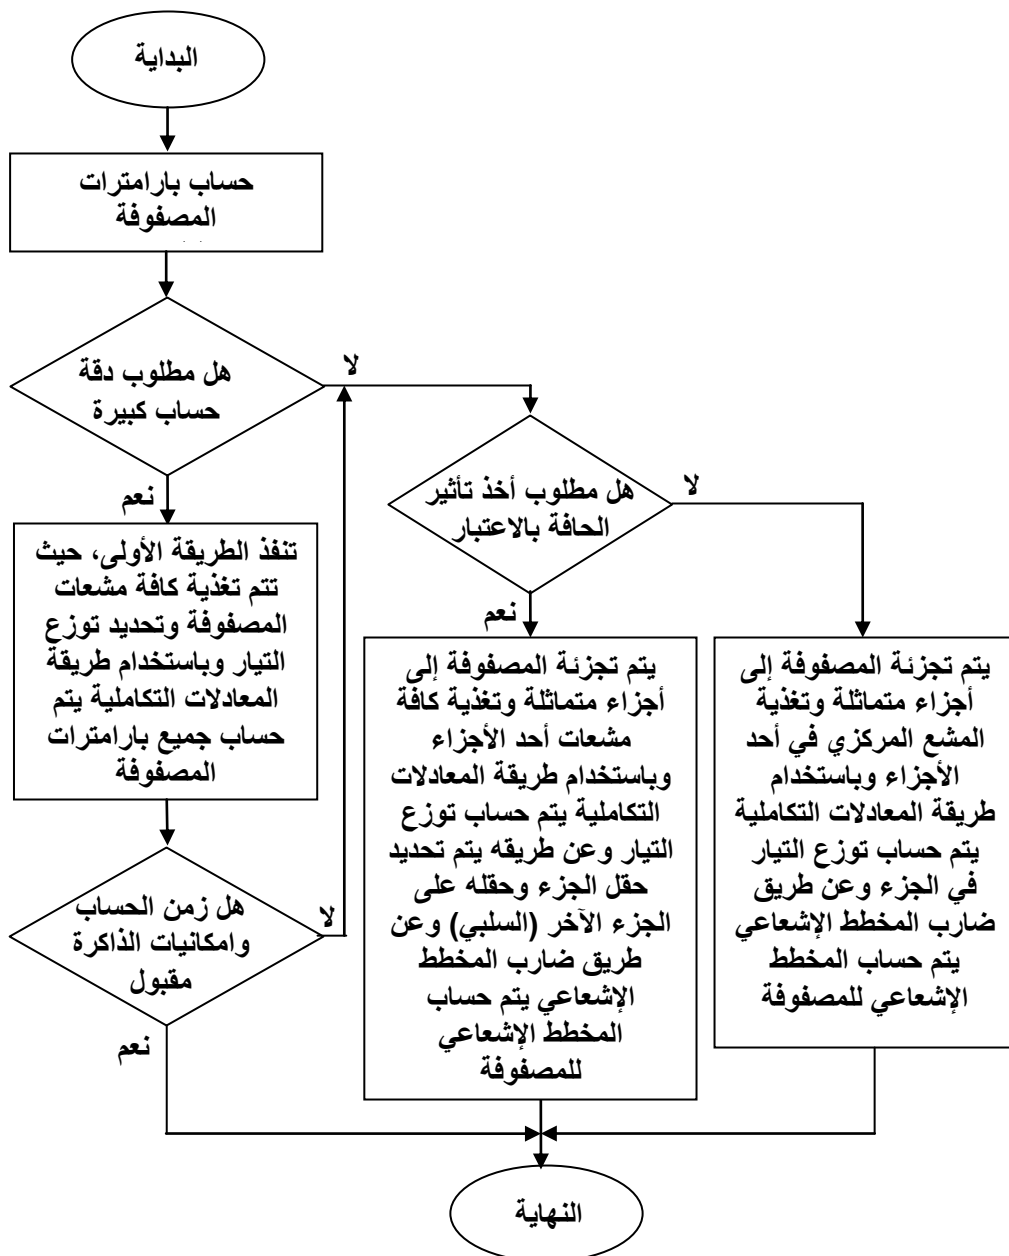 البداية
حساب بارامترات
المصفوفة
هل مطلوب دقة
حساب كبيرة
لا
نعم
تنفذ الطريقة الأولى، حيث
تتم تغذية كافة مشعات
المصفوفة وتحديد توزع
التيار وباستخدام طريقة
المعادلات التكاملية يتم
حساب جميع بارامترات
المصفوفة
هل زمن الحساب
وامكانيات الذاكرة
مقبول
لا
نعم
هل مطلوب أخذ تأثير
الحافة بالاعتبار
لا
نعم
يتم تجزئة المصفوفة إلى
أجزاء متماثلة وتغذية كافة
مشعات أحد الأجزاء
وباستخدام طريقة المعادلات
التكاملية يتم حساب توزع
التيار وعن طريقه يتم تحديد
حقل الجزء وحقله على
الجزء الآخر (السلبي) وعن
طريق ضارب المخطط
الإشعاعي يتم حساب
المخطط الإشعاعي
للمصفوفة
يتم تجزئة المصفوفة إلى
أجزاء متماثلة وتغذية
المشع المركزي في أحد
الأجزاء وباستخدام
طريقة المعادلات التكاملية
يتم حساب توزع التيار
في الجزء وعن طريق
ضارب المخطط الإشعاعي
يتم حساب المخطط
الإشعاعي للمصفوفة
النهاية